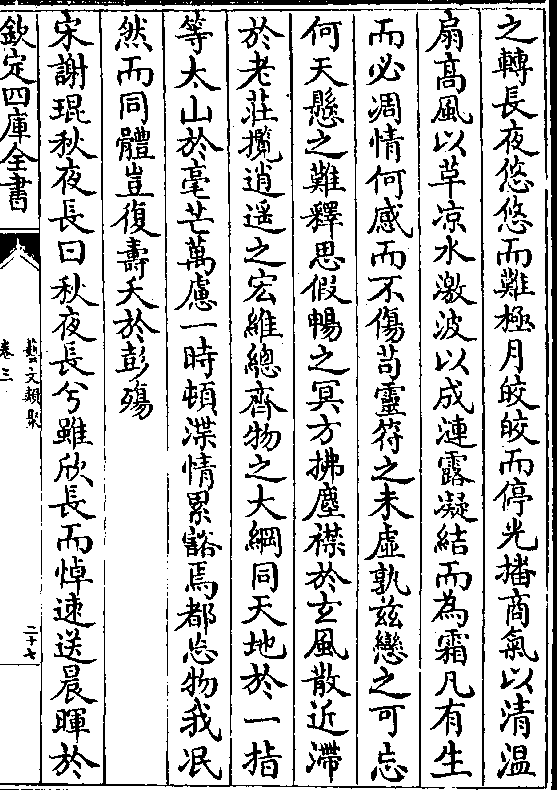 之轉長夜悠悠而難極月皎皎而停光播商氣以清溫
扇高風以草凉水激波以成漣露凝結而為霜凡有生
而必凋情何感而不傷苟靈符之未虛孰兹戀之可忘
何天懸之難釋思假暢之冥方拂塵襟於玄風散近滯
於老莊攬逍遥之宏維總齊物之大綱同天地於一指
等太山於毫芒萬慮一時頓渫情累豁焉都忘物我泯
然而同體豈復壽夭於彭殤
宋謝琨秋夜長曰秋夜長兮雖欣長而悼速送晨暉於
欽定四庫全書
藝文類聚
卷三
二十七